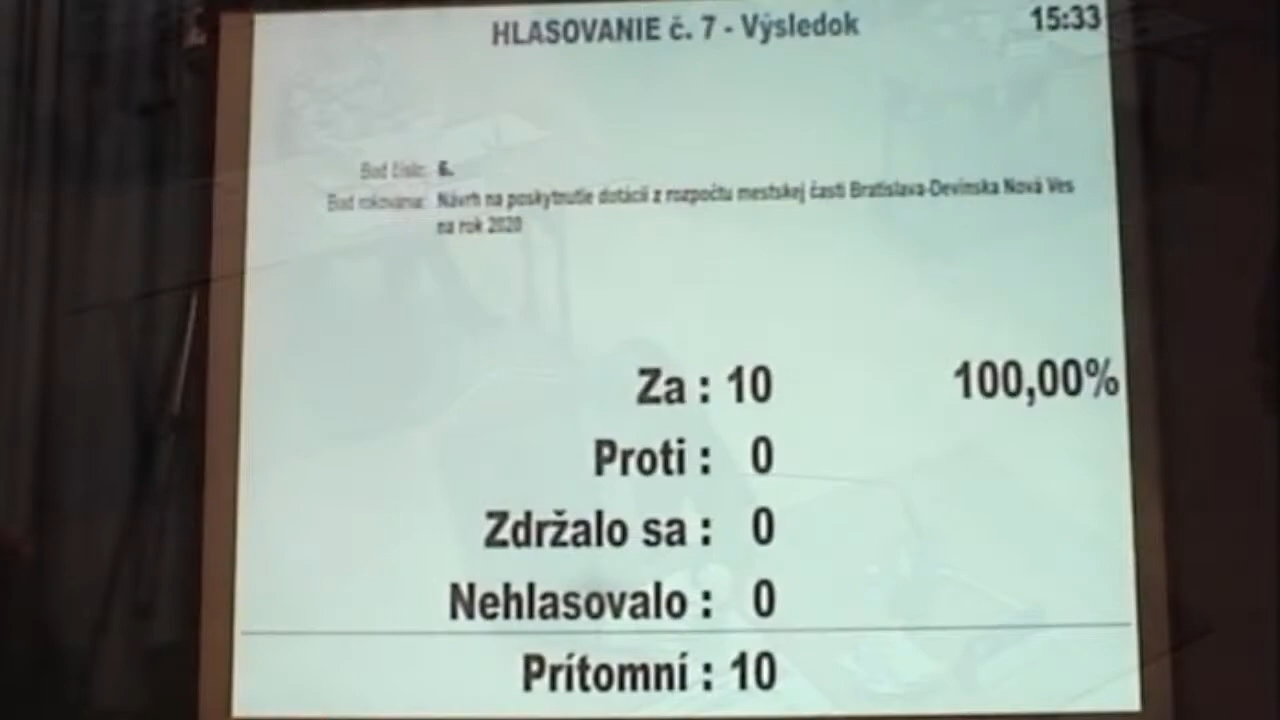 HLASOVANIE č. 7 - Výsledok
15:33
Bod číslo: 6.
Bod rokovania: Návrh na poskytnutie dotácií z rozpočtu mestskej časti Bratislava-Devínska Nová Ves
na rok 2020
Za : 10 100,00%
Proti : 0
Zdržalo sa : 0
Nehlasovalo : 0
Prítomní : 10